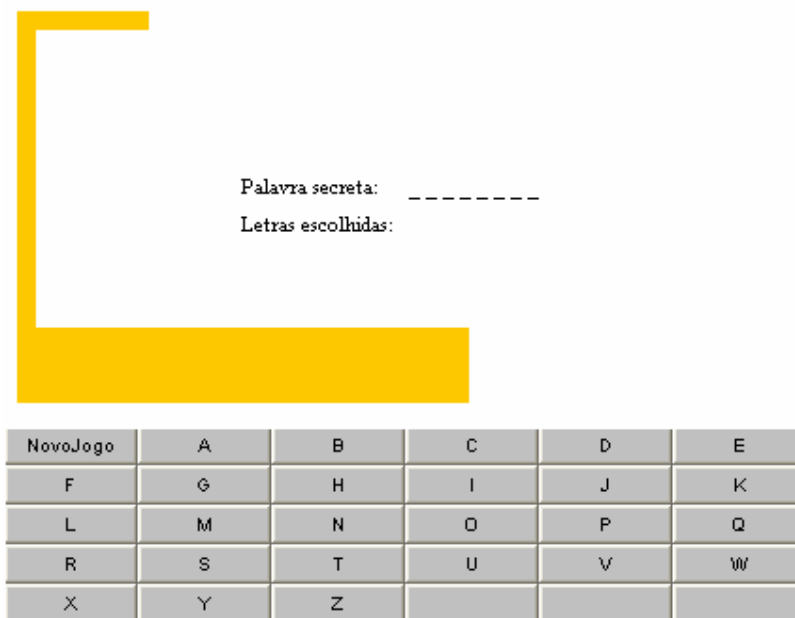 Palavra secreta: _ _ _ _ _ _ _ _
Letras escolhidas:
NovoJogo A B C D E
F G H I J K
L M N O P Q
R S T U V W
X Y Z